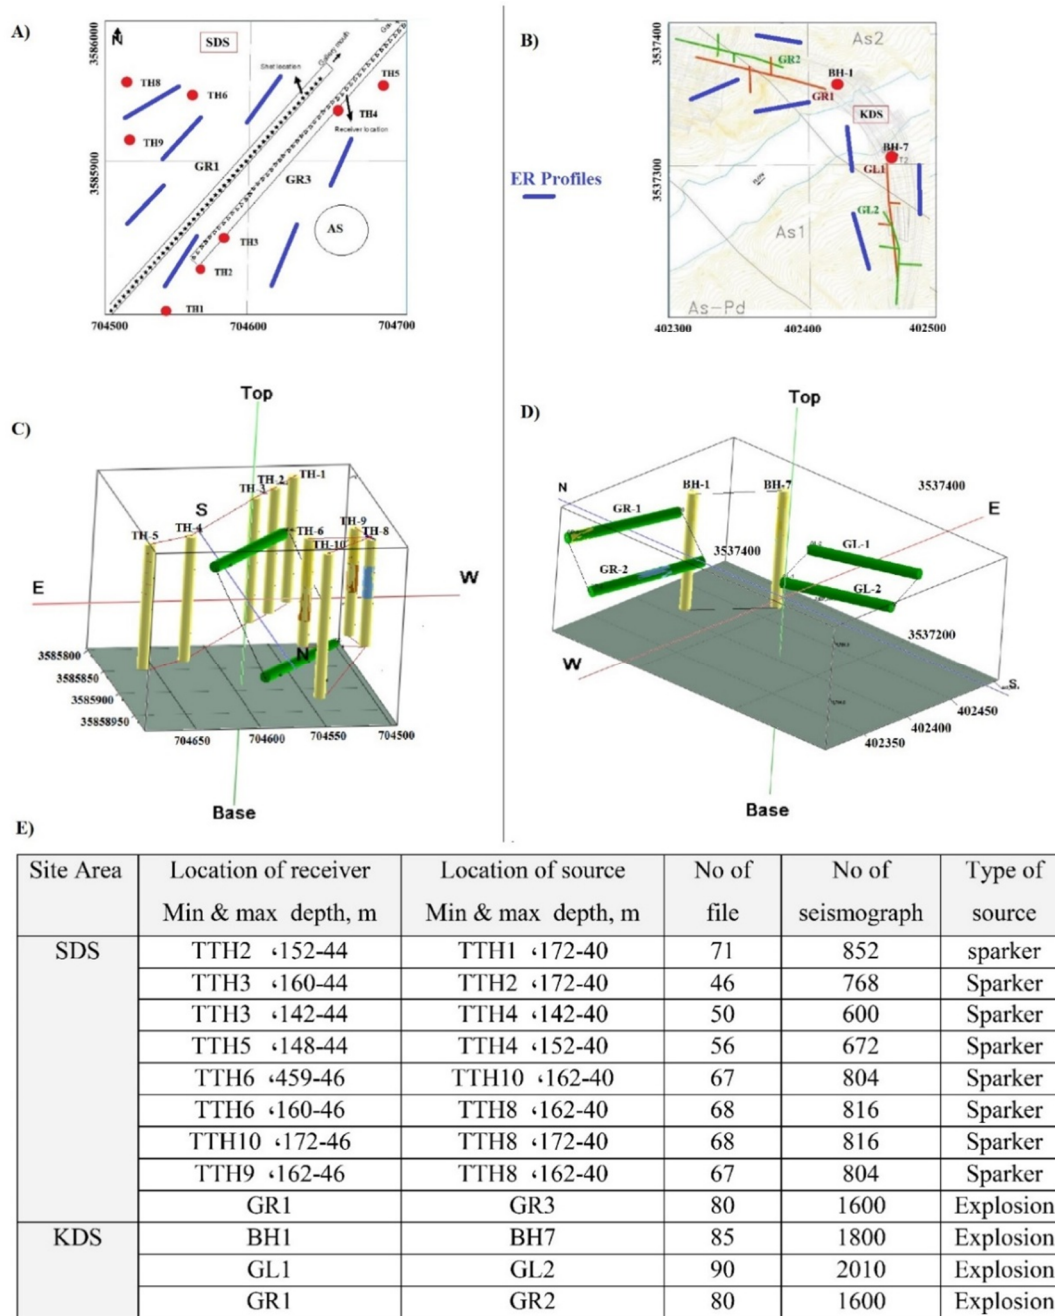 A)
3586000
N
SDS
Shot location
Gallery mouth
TH8
TH6
TH5
TH4
Receiver location
TH9
3585900
GR1
GR3
AS
TH3
TH2
TH1
704500 704600 704700
B)
3537400
As2
GR2
BH-1
GR1
KDS
BH-7
T2
3537300
GL1
GL2
As1
As-Pd
402300 402400 402500
ER Profiles
C)
Top
TH-1
TH-2
TH-3
S
TH-5
TH-4
TH-6
TH-9
TH-8
TH-10
E
W
N
3585800
3585850
3585900
35858950
704650 704600 704550 704500
Base
D)
Top
N
BH-1
BH-7
3537400
GR-1
E
3537400
GL-1
GR-2
GL-2
3537200
W
S
402450
402400
402350
Base
E)
Site Area Location of receiver Location of source No of No of Type of
Min & max depth, m Min & max depth, m file seismograph source
SDS TTH2 ،152-44 TTH1 ،172-40 71 852 sparker
TTH3 ،160-44 TTH2 ،172-40 46 768 Sparker
TTH3 ،142-44 TTH4 ،142-40 50 600 Sparker
TTH5 ،148-44 TTH4 ،152-40 56 672 Sparker
TTH6 ،459-46 TTH10 ،162-40 67 804 Sparker
TTH6 ،160-46 TTH8 ،162-40 68 816 Sparker
TTH10 ،172-46 TTH8 ،172-40 68 816 Sparker
TTH9 ،162-46 TTH8 ،162-40 67 804 Sparker
GR1 GR3 80 1600 Explosion
KDS BH1 BH7 85 1800 Explosion
GL1 GL2 90 2010 Explosion
GR1 GR2 80 1600 Explosion